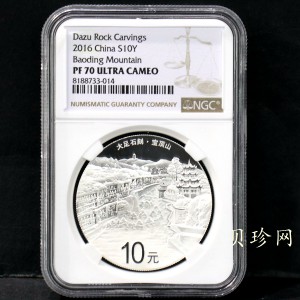 Dazu Rock Carvings
2016 China S10Y
Baoding Mountain
PF 70 ULTRA CAMEO
8188733-014
NUMISMATIC GUARANTY COMPANY
NGC
大足石刻·宝顶山
10元
贝珍网